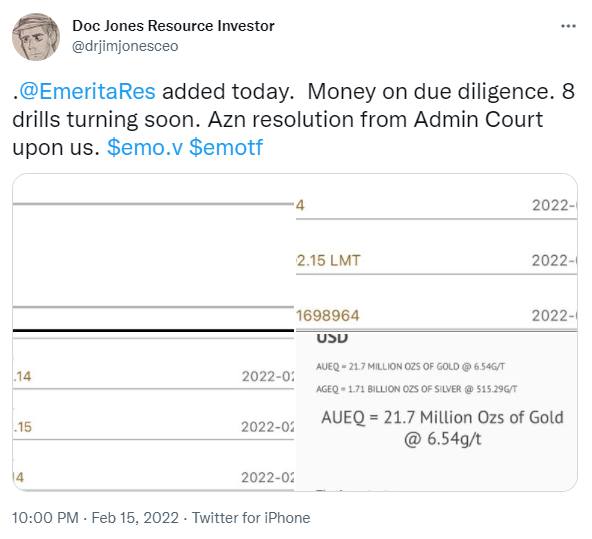 Doc Jones Resource Investor
@drjimjonesceo
.@EmeritaRes added today.  Money on due diligence. 8
drills turning soon. Azn resolution from Admin Court
upon us. $emo.v $emotf
4 2022-
2.15 LMT 2022-
1698964 2022-
.14 2022-02
.15 2022-02
4 2022-02
USD
AUEQ = 21.7 MILLION OZS OF GOLD @ 6.54G/T
AGEQ = 1.71 BILLION OZS OF SILVER @ 515.29G/T
AUEQ = 21.7 Million Ozs of Gold
@ 6.54g/t
10:00 PM · Feb 15, 2022 · Twitter for iPhone